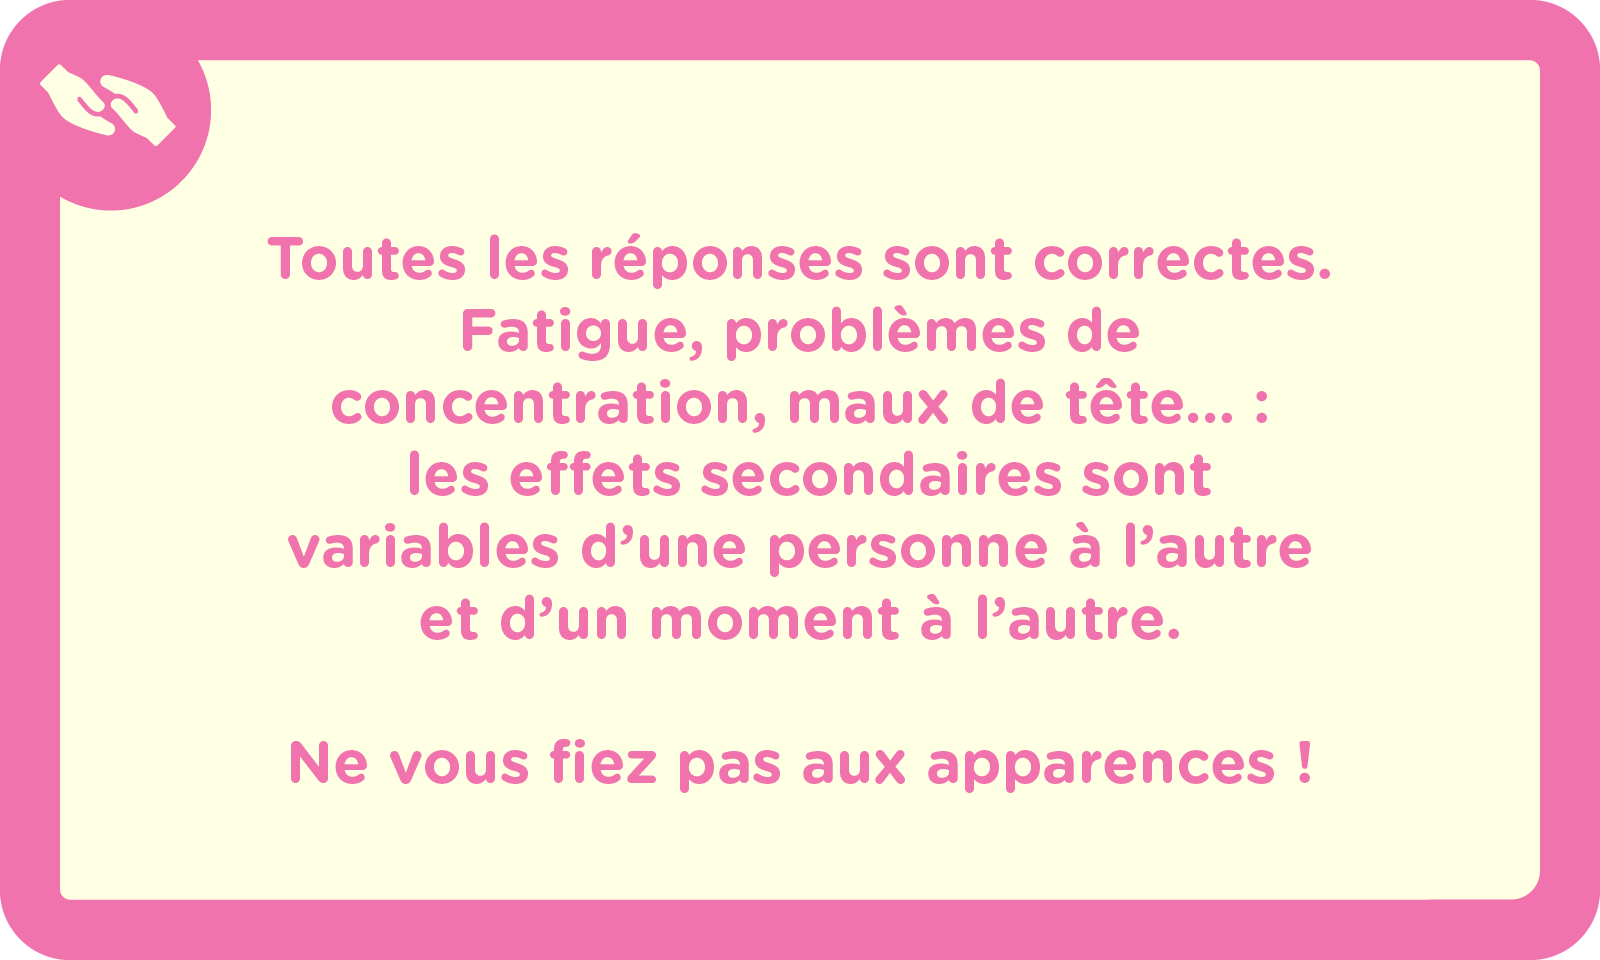 Toutes les réponses sont correctes.
Fatigue, problèmes de
concentration, maux de tête... :
les effets secondaires sont
variables d’une personne à l’autre
et d’un moment à l’autre.
Ne vous fiez pas aux apparences !